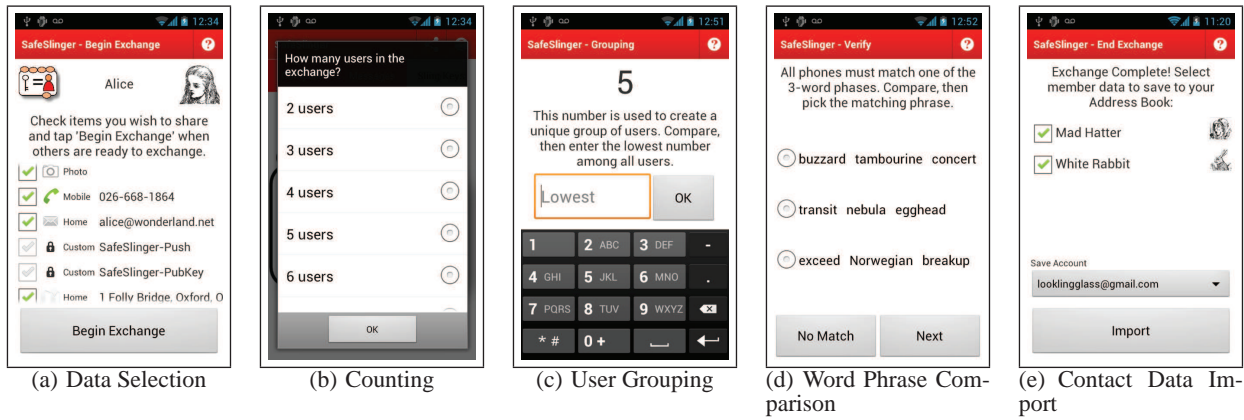 12:34
SafeSlinger - Begin Exchange ?
Alice
Check items you wish to share
and tap 'Begin Exchange' when
others are ready to exchange.
Photo
Mobile 026-668-1864
Home alice@wonderland.net
Custom SafeSlinger-Push
Custom SafeSlinger-PubKey
Home 1 Folly Bridge, Oxford, O
Begin Exchange
(a) Data Selection
12:34
How many users in the
exchange?
2 users
3 users
4 users
5 users
6 users
OK
(b) Counting
12:51
SafeSlinger - Grouping ?
5
This number is used to create a
unique group of users. Compare,
then enter the lowest number
among all users.
Lowest OK
1 2 ABC 3 DEF -
4 GHI 5 JKL 6 MNO .
7 PQRS 8 TUV 9 WXYZ
* # 0 +
(c) User Grouping
12:52
SafeSlinger - Verify ?
All phones must match one of the
3-word phases. Compare, then
pick the matching phrase.
buzzard tambourine concert
transit nebula egghead
exceed Norwegian breakup
No Match Next
(d) Word Phrase Com-
parison
11:20
SafeSlinger - End Exchange ?
Exchange Complete! Select
member data to save to your
Address Book:
Mad Hatter
White Rabbit
Save Account
looklingglass@gmail.com
Import
(e) Contact Data Im-
port